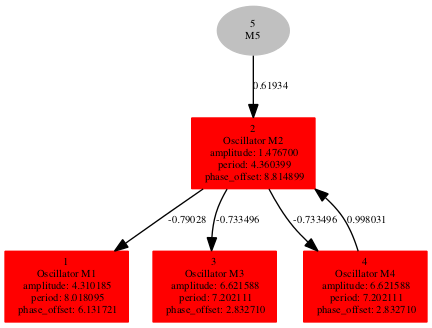 5
M5
0.61934
2
Oscillator M2
amplitude: 1.476700
period: 4.360399
phase_offset: 8.814899
-0.79028
-0.733496
-0.733496
0.998031
1
Oscillator M1
amplitude: 4.310185
period: 8.018095
phase_offset: 6.131721
3
Oscillator M3
amplitude: 6.621588
period: 7.202111
phase_offset: 2.832710
4
Oscillator M4
amplitude: 6.621588
period: 7.202111
phase_offset: 2.832710